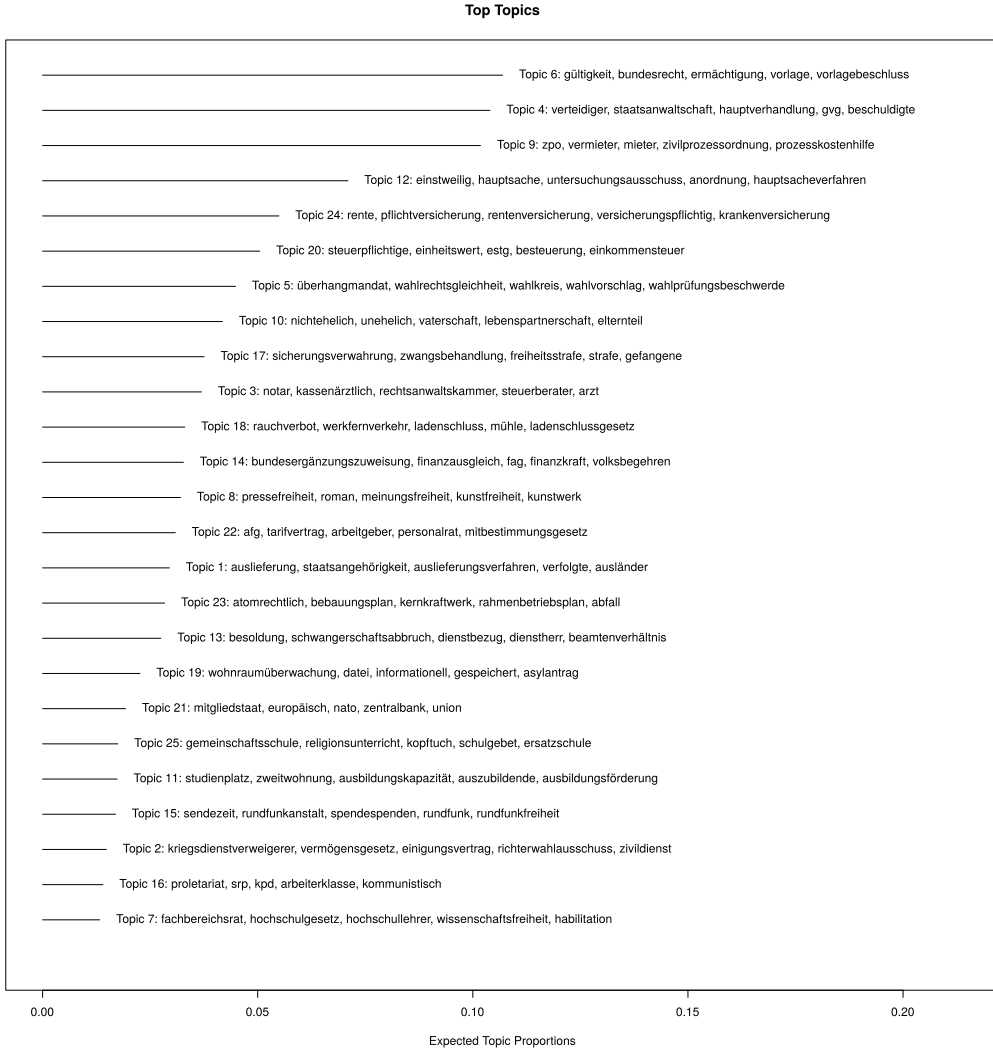 Top Topics
Topic 6: gültigkeit, bundesrecht, ermächtigung, vorlage, vorlagebeschluss
Topic 4: verteidiger, staatsanwaltschaft, hauptverhandlung, gvg, beschuldigte
Topic 9: zpo, vermieter, mieter, zivilprozessordnung, prozesskostenhilfe
Topic 12: einstweilig, hauptsache, untersuchungsausschuss, anordnung, hauptsacheverfahren
Topic 24: rente, pflichtversicherung, rentenversicherung, versicherungspflichtig, krankenversicherung
Topic 20: steuerpflichtige, einheitswert, estg, besteuerung, einkommensteuer
Topic 5: überhangmandat, wahlrechtsgleichheit, wahlkreis, wahlvorschlag, wahlprüfungsbeschwerde
Topic 10: nichtehelich, unehelich, vaterschaft, lebenspartnerschaft, elternteil
Topic 17: sicherungsverwahrung, zwangsbehandlung, freiheitsstrafe, strafe, gefangene
Topic 3: notar, kassenärztlich, rechtsanwaltskammer, steuerberater, arzt
Topic 18: rauchverbot, werkfernverkehr, ladenschluss, mühle, ladenschlussgesetz
Topic 14: bundesergänzungszuweisung, finanzausgleich, fag, finanzkraft, volksbegehren
Topic 8: pressefreiheit, roman, meinungsfreiheit, kunstfreiheit, kunstwerk
Topic 22: afg, tarifvertrag, arbeitgeber, personalrat, mitbestimmungsgesetz
Topic 1: auslieferung, staatsangehörigkeit, auslieferungsverfahren, verfolgte, ausländer
Topic 23: atomrechtlich, bebauungsplan, kernkraftwerk, rahmenbetriebsplan, abfall
Topic 13: besoldung, schwangerschaftsabbruch, dienstbezug, dienstherr, beamtenverhältnis
Topic 19: wohnraumüberwachung, datei, informationell, gespeichert, asylantrag
Topic 21: mitgliedstaat, europäisch, nato, zentralbank, union
Topic 25: gemeinschaftsschule, religionsunterricht, kopftuch, schulgebet, ersatzschule
Topic 11: studienplatz, zweitwohnung, ausbildungskapazität, auszubildende, ausbildungsförderung
Topic 15: sendezeit, rundfunkanstalt, spendespenden, rundfunk, rundfunkfreiheit
Topic 2: kriegsdienstverweigerer, vermögensgesetz, einigungsvertrag, richterwahlausschuss, zivildienst
Topic 16: proletariat, srp, kpd, arbeiterklasse, kommunistisch
Topic 7: fachbereichsrat, hochschulgesetz, hochschullehrer, wissenschaftsfreiheit, habilitation
0.00 0.05 0.10 0.15 0.20
Expected Topic Proportions